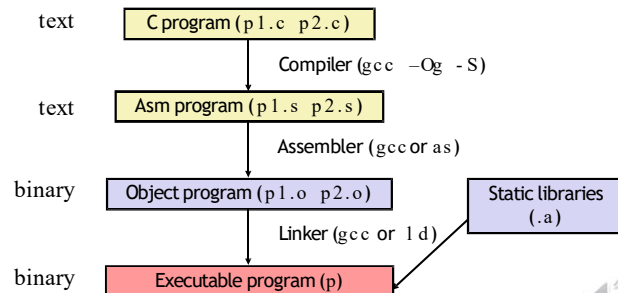 text
C program (p1.c p2.c)
Compiler (gcc –Og -S)
text
Asm program (p1.s p2.s)
Assembler (gcc or as)
binary
Object program (p1.o p2.o)
Static libraries
(.a)
Linker (gcc or ld)
binary
Executable program (p)